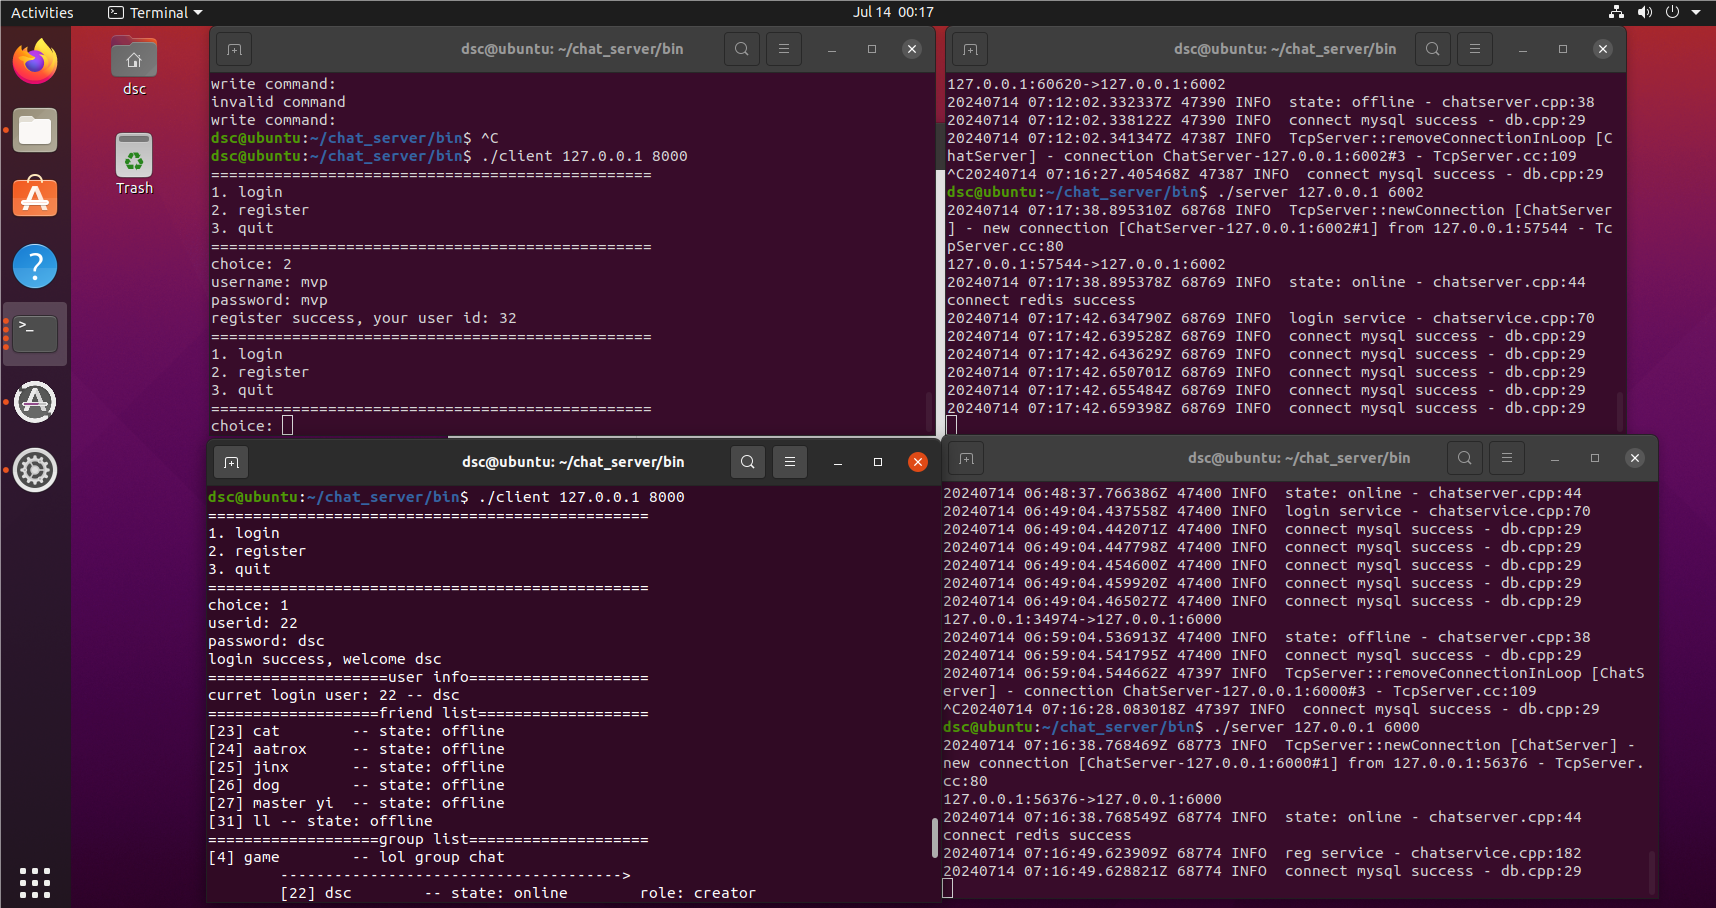 Activities
Terminal
Jul 14 00:17
dsc
Trash
dsc@ubuntu: ~/chat_server/bin
write command:
invalid command
write command:
dsc@ubuntu:~/chat_server/bin$ ^C
dsc@ubuntu:~/chat_server/bin$ ./client 127.0.0.1 8000
=================================================
1. login
2. register
3. quit
=================================================
choice: 2
username: mvp
password: mvp
register success, your user id: 32
=================================================
1. login
2. register
3. quit
=================================================
choice:
dsc@ubuntu: ~/chat_server/bin
127.0.0.1:60620->127.0.0.1:6002
20240714 07:12:02.332337Z 47390 INFO  state: offline - chatserver.cpp:38
20240714 07:12:02.338122Z 47390 INFO  connect mysql success - db.cpp:29
20240714 07:12:02.341347Z 47387 INFO  TcpServer::removeConnectionInLoop [C
hatServer] - connection ChatServer-127.0.0.1:6002#3 - TcpServer.cc:109
^C20240714 07:16:27.405468Z 47387 INFO  connect mysql success - db.cpp:29
dsc@ubuntu:~/chat_server/bin$ ./server 127.0.0.1 6002
20240714 07:17:38.895310Z 68768 INFO  TcpServer::newConnection [ChatServer
] - new connection [ChatServer-127.0.0.1:6002#1] from 127.0.0.1:57544 - Tc
pServer.cc:80
127.0.0.1:57544->127.0.0.1:6002
20240714 07:17:38.895378Z 68769 INFO  state: online - chatserver.cpp:44
connect redis success
20240714 07:17:42.634790Z 68769 INFO  login service - chatservice.cpp:70
20240714 07:17:42.639528Z 68769 INFO  connect mysql success - db.cpp:29
20240714 07:17:42.643629Z 68769 INFO  connect mysql success - db.cpp:29
20240714 07:17:42.650701Z 68769 INFO  connect mysql success - db.cpp:29
20240714 07:17:42.655484Z 68769 INFO  connect mysql success - db.cpp:29
20240714 07:17:42.659398Z 68769 INFO  connect mysql success - db.cpp:29
dsc@ubuntu: ~/chat_server/bin
dsc@ubuntu:~/chat_server/bin$ ./client 127.0.0.1 8000
=================================================
1. login
2. register
3. quit
=================================================
choice: 1
userid: 22
password: dsc
login success, welcome dsc
====================user info====================
curret login user: 22 -- dsc
===================friend list===================
[23] cat        -- state: offline
[24] aatrox     -- state: offline
[25] jinx       -- state: offline
[26] dog        -- state: offline
[27] master yi  -- state: offline
[31] ll -- state: offline
===================group list====================
[4] game        -- lol group chat
-------------------------------------->
[22] dsc        -- state: online        role: creator
dsc@ubuntu: ~/chat_server/bin
20240714 06:48:37.766386Z 47400 INFO  state: online - chatserver.cpp:44
20240714 06:49:04.437558Z 47400 INFO  login service - chatservice.cpp:70
20240714 06:49:04.442071Z 47400 INFO  connect mysql success - db.cpp:29
20240714 06:49:04.447798Z 47400 INFO  connect mysql success - db.cpp:29
20240714 06:49:04.454600Z 47400 INFO  connect mysql success - db.cpp:29
20240714 06:49:04.459920Z 47400 INFO  connect mysql success - db.cpp:29
20240714 06:49:04.465027Z 47400 INFO  connect mysql success - db.cpp:29
127.0.0.1:34974->127.0.0.1:6000
20240714 06:59:04.536913Z 47400 INFO  state: offline - chatserver.cpp:38
20240714 06:59:04.541795Z 47400 INFO  connect mysql success - db.cpp:29
20240714 06:59:04.544662Z 47397 INFO  TcpServer::removeConnectionInLoop [ChatS
erver] - connection ChatServer-127.0.0.1:6000#3 - TcpServer.cc:109
^C20240714 07:16:28.083018Z 47397 INFO  connect mysql success - db.cpp:29
dsc@ubuntu:~/chat_server/bin$ ./server 127.0.0.1 6000
20240714 07:16:38.768469Z 68773 INFO  TcpServer::newConnection [ChatServer] -
new connection [ChatServer-127.0.0.1:6000#1] from 127.0.0.1:56376 - TcpServer.
cc:80
127.0.0.1:56376->127.0.0.1:6000
20240714 07:16:38.768549Z 68774 INFO  state: online - chatserver.cpp:44
connect redis success
20240714 07:16:49.623909Z 68774 INFO  reg service - chatservice.cpp:182
20240714 07:16:49.628821Z 68774 INFO  connect mysql success - db.cpp:29